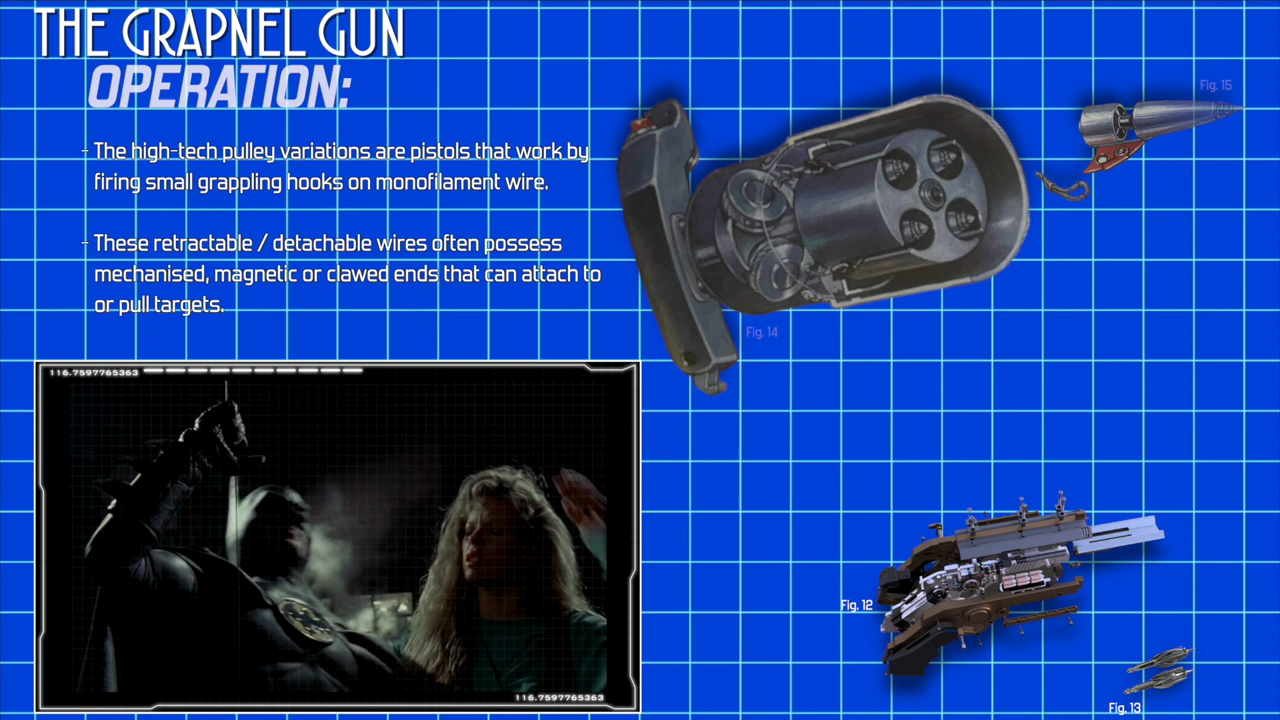 THE GRAPNEL GUN
OPERATION:
- The high-tech pulley variations are pistols that work by
firing small grappling hooks on monofilament wire.
- These retractable / detachable wires often possess
mechanised, magnetic or clawed ends that can attach to
or pull targets.
Fig. 15
Fig. 14
116.7597765363
Fig. 12
116.7597765363
Fig. 13